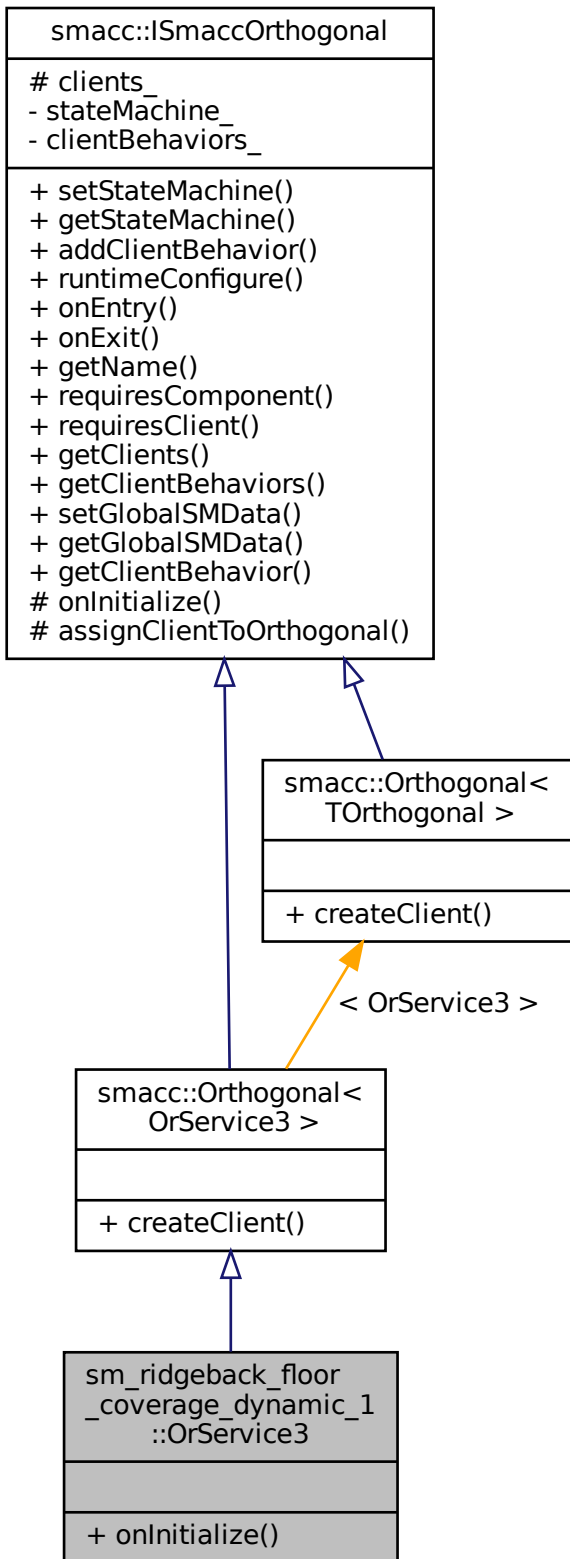 smacc::ISmaccOrthogonal
# clients_
- stateMachine_
- clientBehaviors_
+ setStateMachine()
+ getStateMachine()
+ addClientBehavior()
+ runtimeConfigure()
+ onEntry()
+ onExit()
+ getName()
+ requiresComponent()
+ requiresClient()
+ getClients()
+ getClientBehaviors()
+ setGlobalSMData()
+ getGlobalSMData()
+ getClientBehavior()
# onInitialize()
# assignClientToOrthogonal()
smacc::Orthogonal<
TOrthogonal >
+ createClient()
< OrService3 >
smacc::Orthogonal<
OrService3 >
+ createClient()
sm_ridgeback_floor
_coverage_dynamic_1
::OrService3
+ onInitialize()